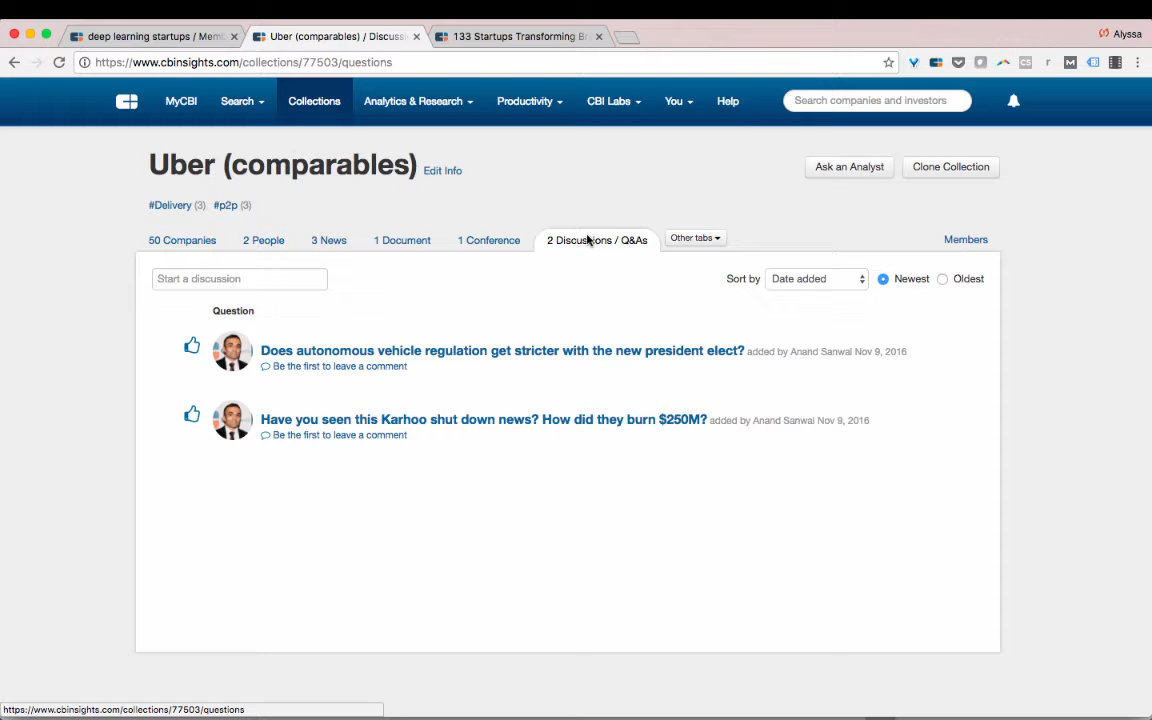 deep learning startups / Mem
Uber (comparables) / Discuss
133 Startups Transforming Br
Alyssa
https://www.cbinsights.com/collections/77503/questions
MyCBI
Search
Collections
Analytics & Research
Productivity
CBI Labs
You
Help
Search companies and investors
Uber (comparables) Edit Info
Ask an Analyst
Clone Collection
#Delivery (3) #p2p (3)
50 Companies
2 People
3 News
1 Document
1 Conference
2 Discussions / Q&As
Other tabs
Members
Start a discussion
Sort by
Date added
Newest
Oldest
Question
Does autonomous vehicle regulation get stricter with the new president elect? added by Anand Sanwal Nov 9, 2016
Be the first to leave a comment
Have you seen this Karhoo shut down news? How did they burn $250M? added by Anand Sanwal Nov 9, 2016
Be the first to leave a comment
https://www.cbinsights.com/collections/77503/questions